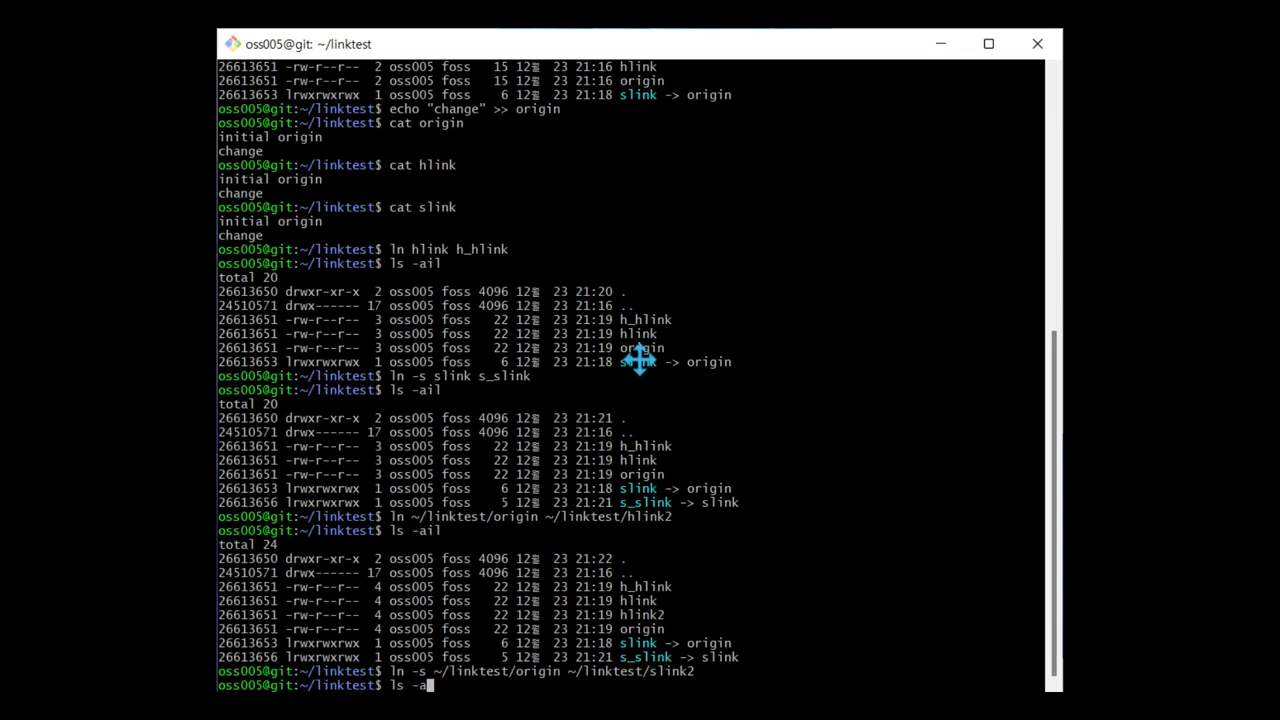 oss005@git: ~/linktest
26613651 -rw-r--r--  2 oss005 foss   15 12월  23 21:16 hlink
26613651 -rw-r--r--  2 oss005 foss   15 12월  23 21:16 origin
26613653 lrwxrwxrwx  1 oss005 foss    6 12월  23 21:18 slink -> origin
oss005@git:~/linktest$ echo "change" >> origin
oss005@git:~/linktest$ cat origin
initial origin
change
oss005@git:~/linktest$ cat hlink
initial origin
change
oss005@git:~/linktest$ cat slink
initial origin
change
oss005@git:~/linktest$ ln hlink h_hlink
oss005@git:~/linktest$ ls -ail
total 20
26613650 drwxr-xr-x  2 oss005 foss 4096 12월  23 21:20 .
24510571 drwx------ 17 oss005 foss 4096 12월  23 21:16 ..
26613651 -rw-r--r--  3 oss005 foss   22 12월  23 21:19 h_hlink
26613651 -rw-r--r--  3 oss005 foss   22 12월  23 21:19 hlink
26613651 -rw-r--r--  3 oss005 foss   22 12월  23 21:19 origin
26613653 lrwxrwxrwx  1 oss005 foss    6 12월  23 21:18 slink -> origin
oss005@git:~/linktest$ ln -s slink s_slink
oss005@git:~/linktest$ ls -ail
total 20
26613650 drwxr-xr-x  2 oss005 foss 4096 12월  23 21:21 .
24510571 drwx------ 17 oss005 foss 4096 12월  23 21:16 ..
26613651 -rw-r--r--  3 oss005 foss   22 12월  23 21:19 h_hlink
26613651 -rw-r--r--  3 oss005 foss   22 12월  23 21:19 hlink
26613651 -rw-r--r--  3 oss005 foss   22 12월  23 21:19 origin
26613653 lrwxrwxrwx  1 oss005 foss    6 12월  23 21:18 slink -> origin
26613656 lrwxrwxrwx  1 oss005 foss    5 12월  23 21:21 s_slink -> slink
oss005@git:~/linktest$ ln ~/linktest/origin ~/linktest/hlink2
oss005@git:~/linktest$ ls -ail
total 24
26613650 drwxr-xr-x  2 oss005 foss 4096 12월  23 21:22 .
24510571 drwx------ 17 oss005 foss 4096 12월  23 21:16 ..
26613651 -rw-r--r--  4 oss005 foss   22 12월  23 21:19 h_hlink
26613651 -rw-r--r--  4 oss005 foss   22 12월  23 21:19 hlink
26613651 -rw-r--r--  4 oss005 foss   22 12월  23 21:19 hlink2
26613651 -rw-r--r--  4 oss005 foss   22 12월  23 21:19 origin
26613653 lrwxrwxrwx  1 oss005 foss    6 12월  23 21:18 slink -> origin
26613656 lrwxrwxrwx  1 oss005 foss    5 12월  23 21:21 s_slink -> slink
oss005@git:~/linktest$ ln -s ~/linktest/origin ~/linktest/slink2
oss005@git:~/linktest$ ls -a